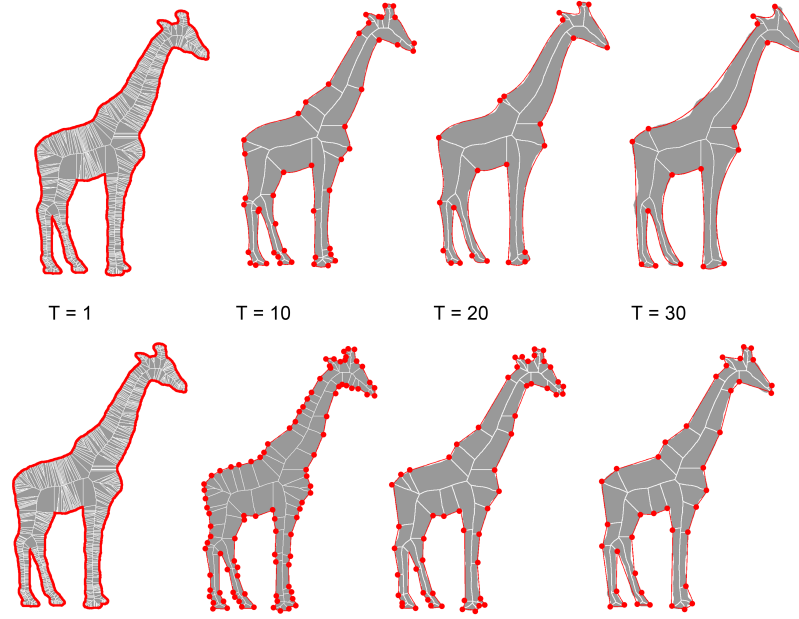 T = 1 T = 10 T = 20 T = 30